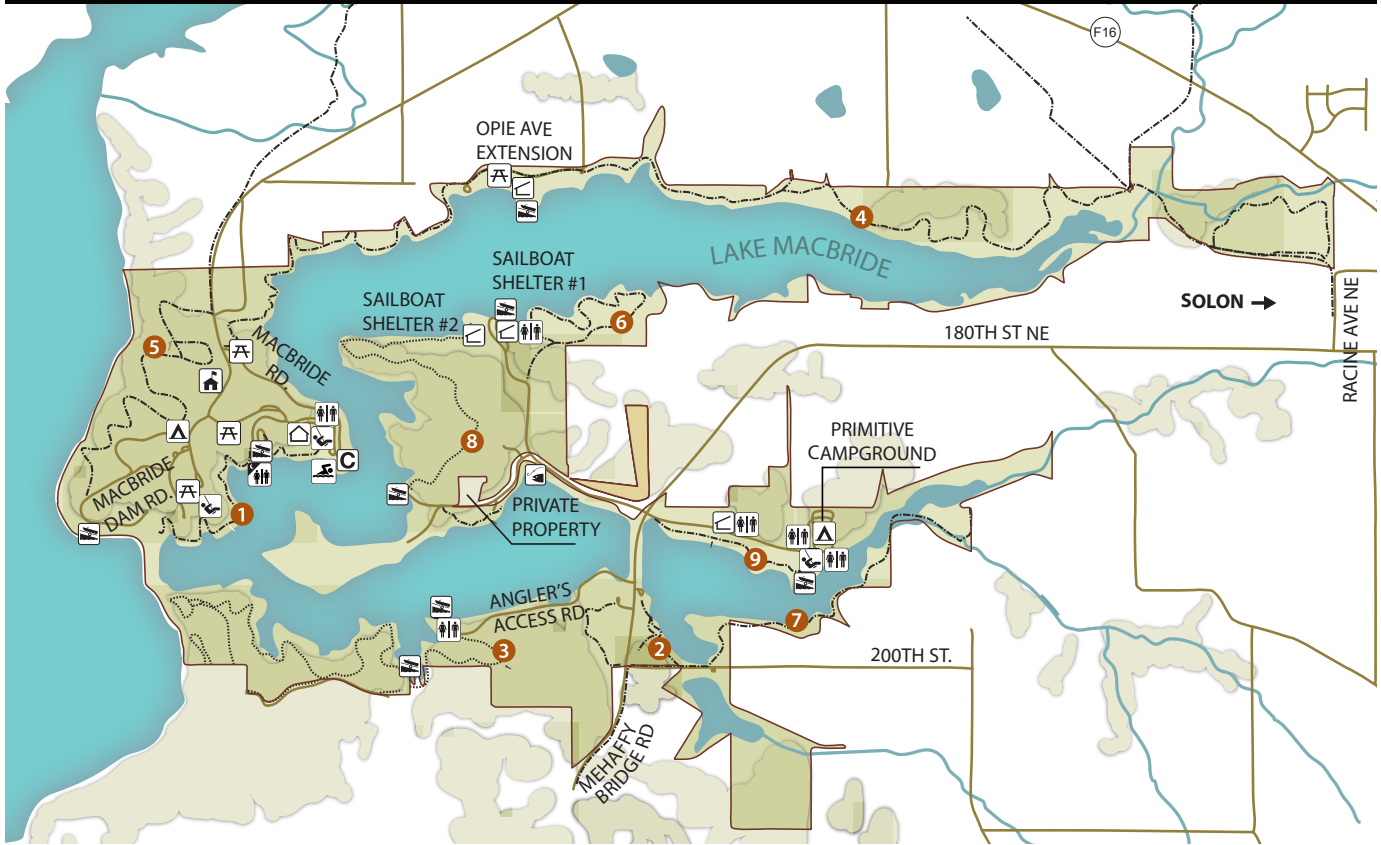 F16
OPIE AVE
EXTENSION
4
LAKE MACBRIDE
SAILBOAT
SHELTER #1
SOLON
RACINE AVE NE
SAILBOAT
SHELTER #2
6
180TH ST NE
5
MACBRIDE
RD.
8
PRIMITIVE
CAMPGROUND
C
MACBRIDE
DAM RD.
1
PRIVATE
PROPERTY
9
ANGLER'S
ACCESS RD
7
3
2
200TH ST.
MEHAFFY
BRIDGE RD